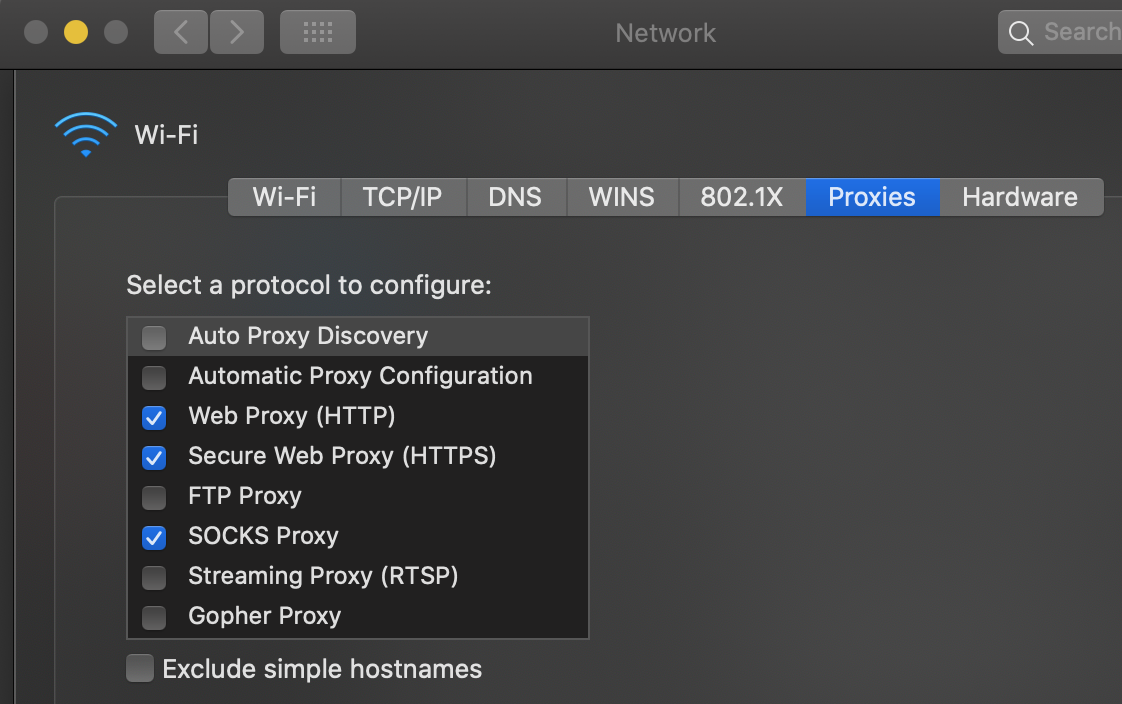 Network
Search
Wi-Fi
Wi-Fi TCP/IP DNS WINS 802.1X Proxies Hardware
Select a protocol to configure:
Auto Proxy Discovery
Automatic Proxy Configuration
Web Proxy (HTTP)
Secure Web Proxy (HTTPS)
FTP Proxy
SOCKS Proxy
Streaming Proxy (RTSP)
Gopher Proxy
Exclude simple hostnames